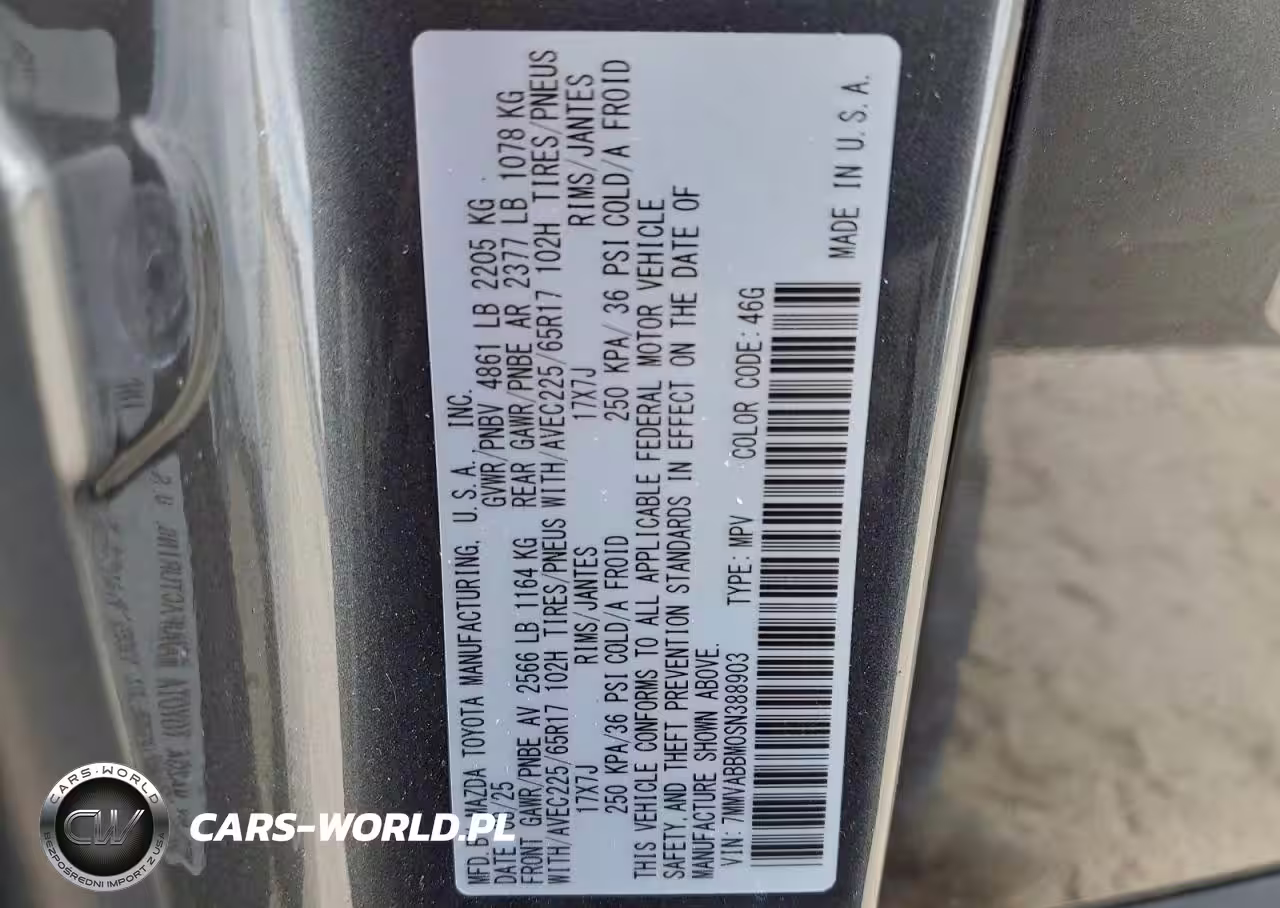 MFD. BY MAZDA TOYOTA MANUFACTURING, U.S.A. INC.
DATE 01/25 GVWR/PNBV 4861 LB 2205 KG
FRONT GAWR/PNBE AV 2566 LB 1164 KG REAR GAWR/PNBE AR 2377 LB 1078 KG
WITH/AVEC225/65R17 102H TIRES/PNEUS WITH/AVEC225/65R17 102H TIRES/PNEUS
17X7J RIMS/JANTES 17X7J RIMS/JANTES
250 KPA/36 PSI COLD/A FROID 250 KPA/ 36 PSI COLD/A FROID
THIS VEHICLE CONFORMS TO ALL APPLICABLE FEDERAL MOTOR VEHICLE
SAFETY, AND THEFT PREVENTION STANDARDS IN EFFECT ON THE DATE OF
MANUFACTURE SHOWN ABOVE.
VIN: 7MMVABBM0SN388903 TYPE: MPV COLOR CODE: 46G
MADE IN U.S.A.
CARS-WORLD
CW
BEZPOŚREDNI IMPORT Z USA
CARS-WORLD.PL